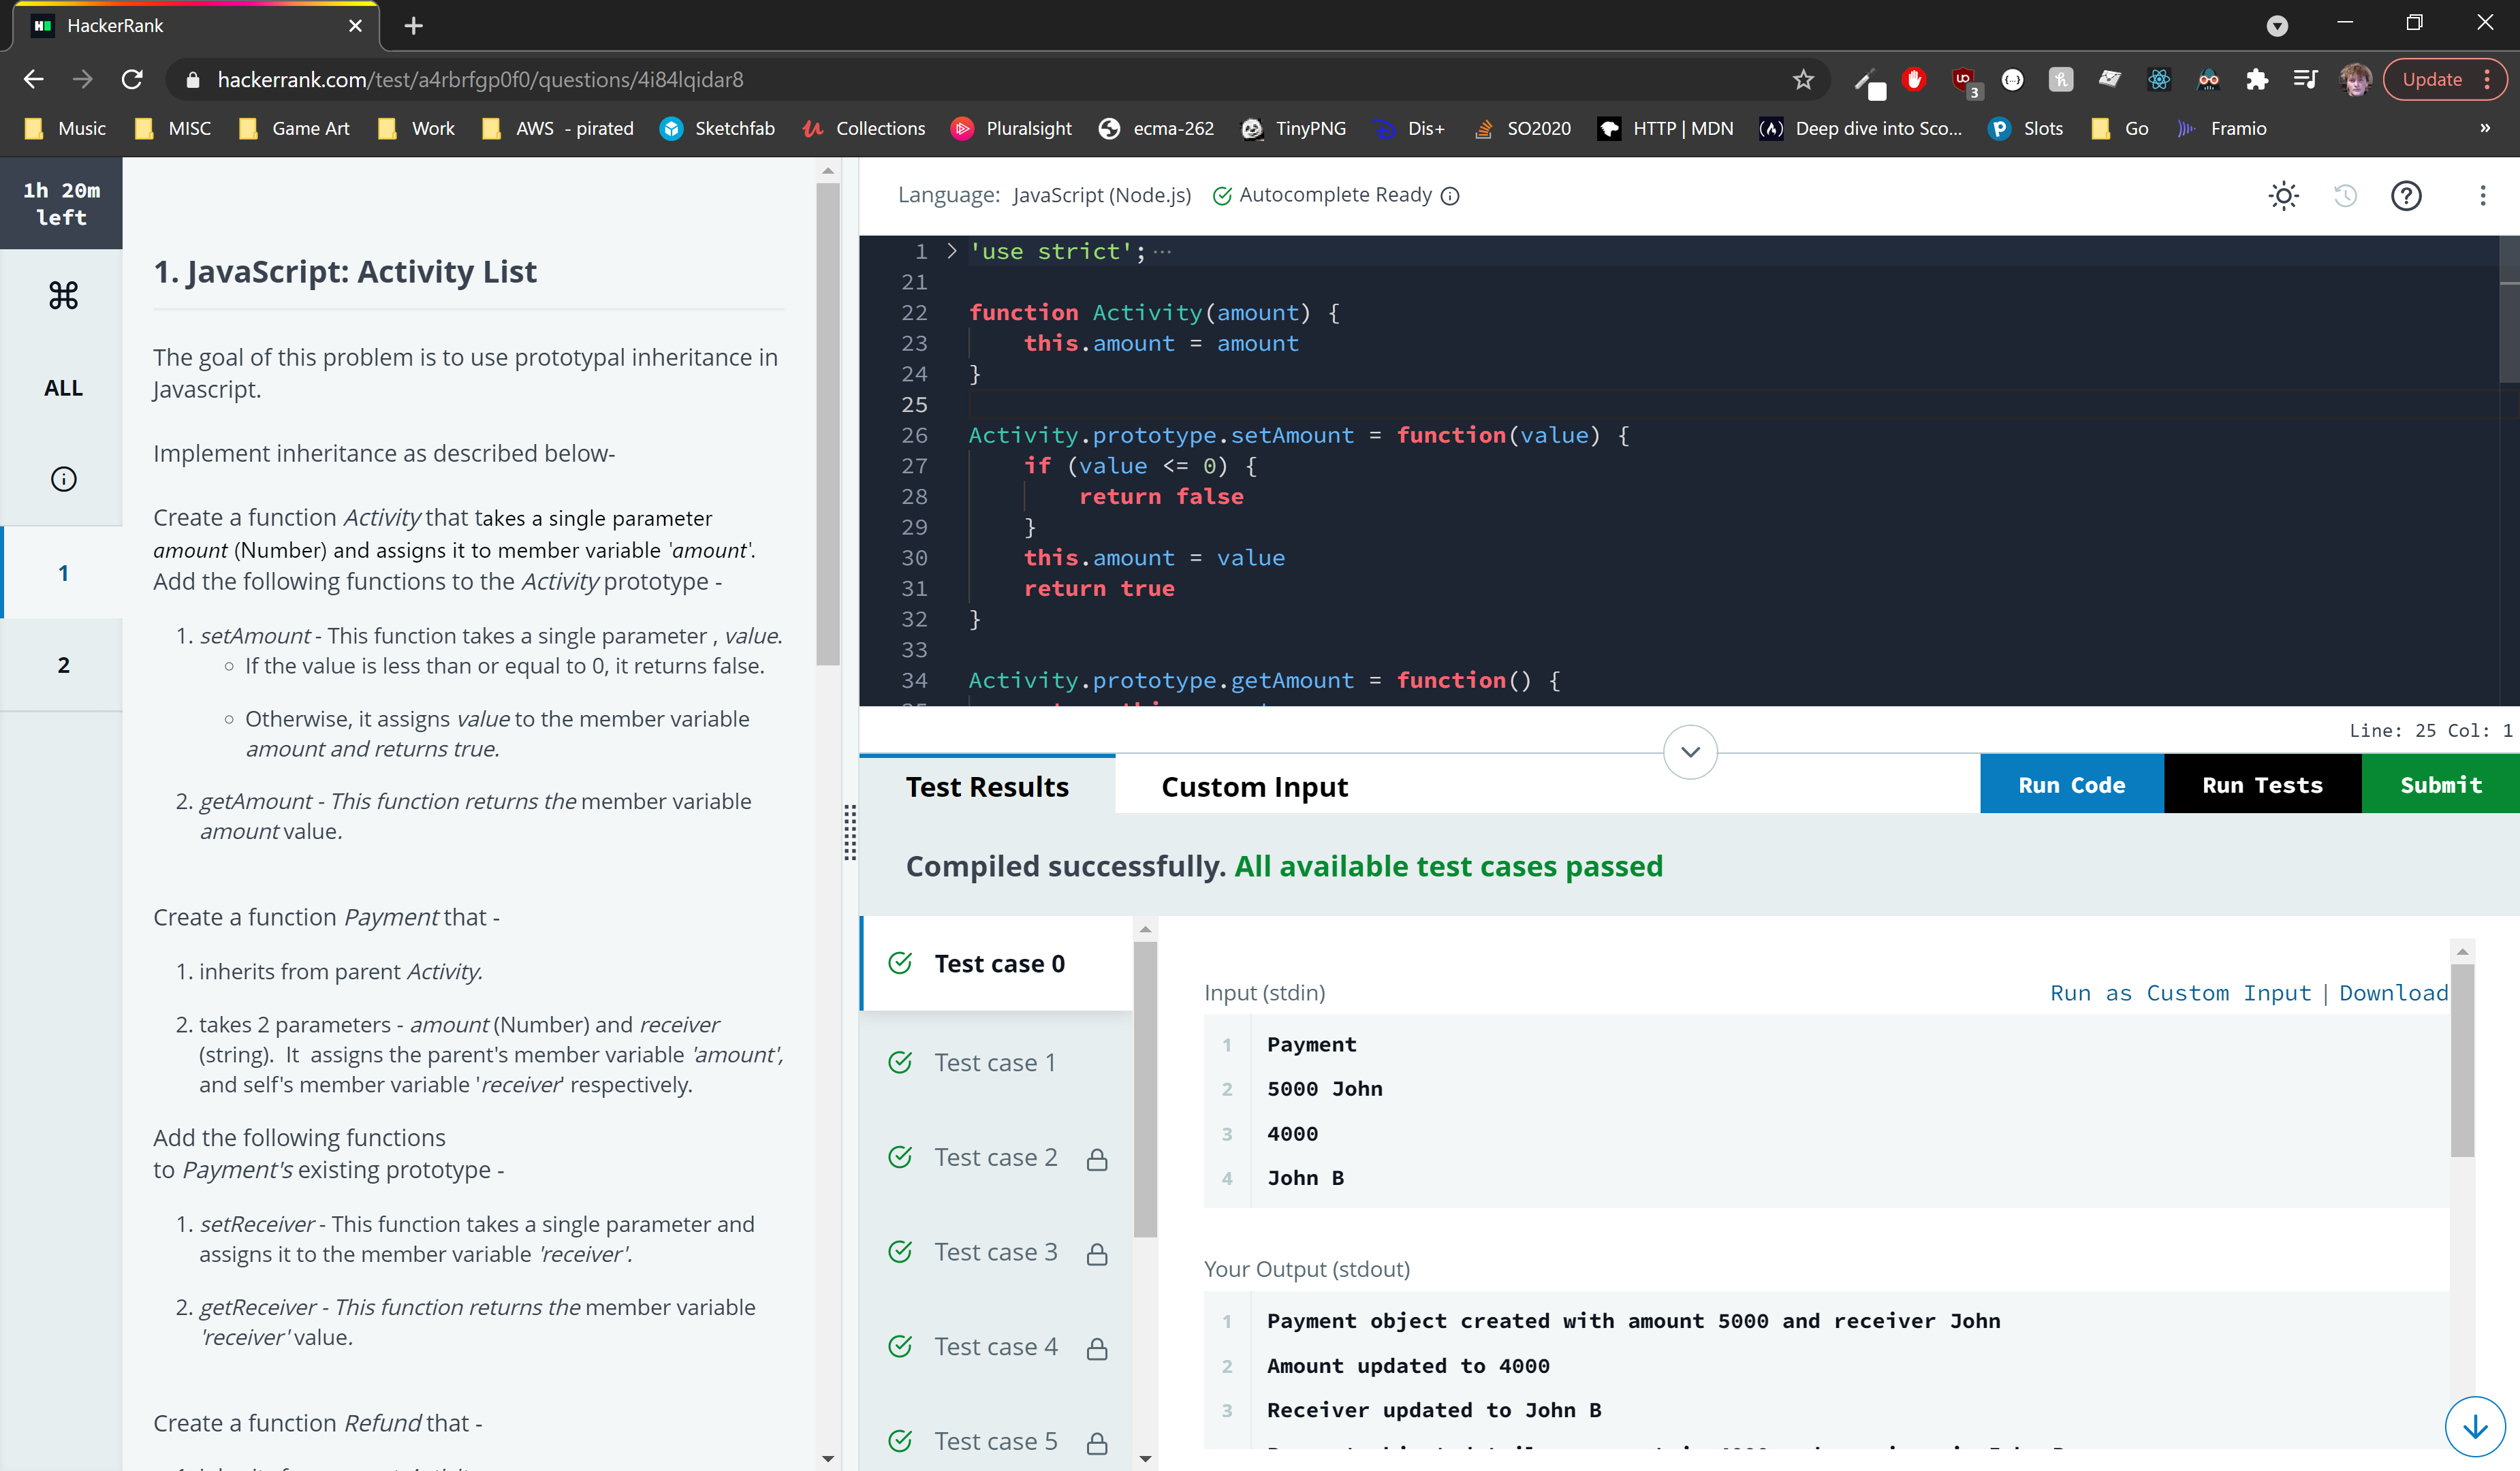 HackerRank
hackerrank.com/test/a4rbrfgp0f0/questions/4i84lqidar8
3
Update
Music MISC Game Art Work AWS - pirated Sketchfab Collections Pluralsight ecma-262 TinyPNG Dis+ SO2020 HTTP | MDN Deep dive into Sco... Slots Go Framio »
1h 20m
left
ALL
1
2
1. JavaScript: Activity List
The goal of this problem is to use prototypal inheritance in
Javascript.
Implement inheritance as described below-
Create a function Activity that takes a single parameter
amount (Number) and assigns it to member variable 'amount'.
Add the following functions to the Activity prototype -
1. setAmount - This function takes a single parameter , value.
○ If the value is less than or equal to 0, it returns false.
○ Otherwise, it assigns value to the member variable
amount and returns true.
2. getAmount - This function returns the member variable
amount value.
Create a function Payment that -
1. inherits from parent Activity.
2. takes 2 parameters - amount (Number) and receiver
(string). It assigns the parent's member variable 'amount',
and self's member variable 'receiver' respectively.
Add the following functions
to Payment's existing prototype -
1. setReceiver - This function takes a single parameter and
assigns it to the member variable 'receiver'.
2. getReceiver - This function returns the member variable
'receiver' value.
Create a function Refund that -
Language: JavaScript (Node.js) Autocomplete Ready
1 'use strict';
21
22 function Activity(amount) {
23 this.amount = amount
24 }
25
26 Activity.prototype.setAmount = function(value) {
27 if (value <= 0) {
28 return false
29 }
30 this.amount = value
31 return true
32 }
33
34 Activity.prototype.getAmount = function() {
Line: 25 Col: 1
Test Results Custom Input Run Code Run Tests Submit
Compiled successfully. All available test cases passed
Test case 0
Test case 1
Test case 2
Test case 3
Test case 4
Test case 5
Input (stdin) Run as Custom Input | Download
1 Payment
2 5000 John
3 4000
4 John B
Your Output (stdout)
1 Payment object created with amount 5000 and receiver John
2 Amount updated to 4000
3 Receiver updated to John B